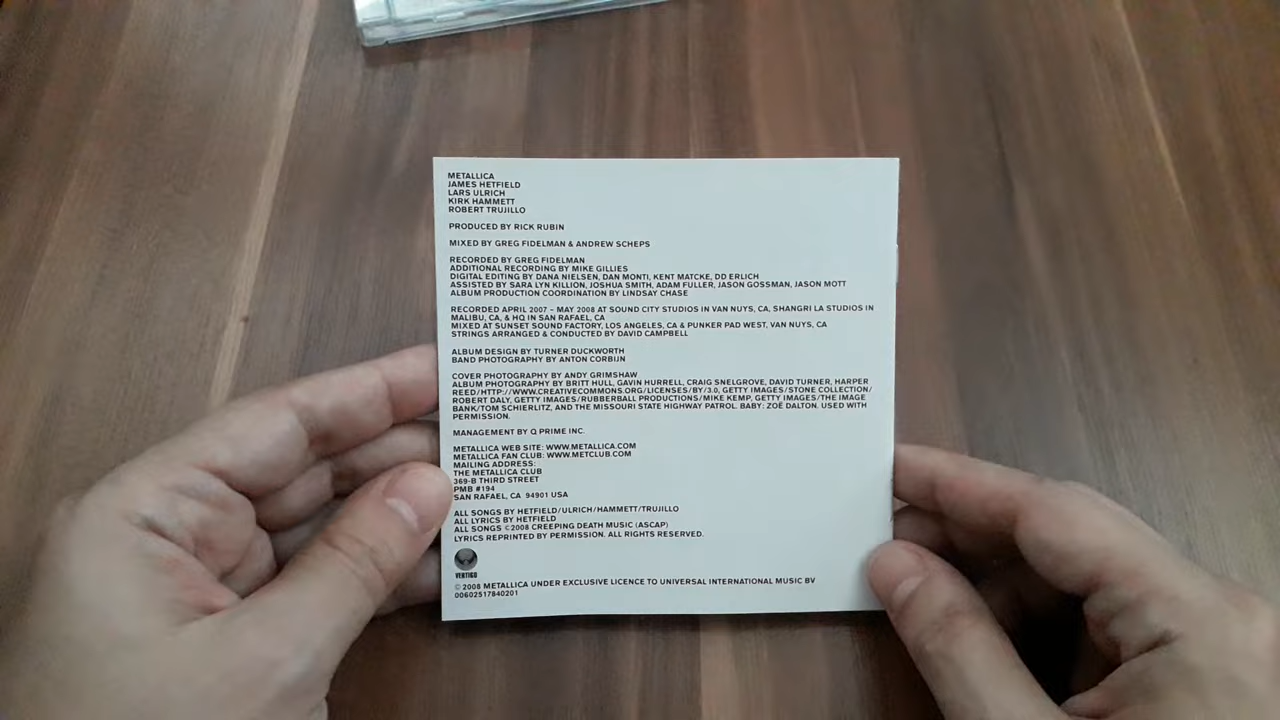 METALLICA
JAMES HETFIELD
LARS ULRICH
KIRK HAMMETT
ROBERT TRUJILLO
PRODUCED BY RICK RUBIN
MIXED BY GREG FIDELMAN & ANDREW SCHEPS
RECORDED BY GREG FIDELMAN
ADDITIONAL RECORDING BY MIKE GILLIES
DIGITAL EDITING BY DANA NIELSEN, DAN MONTI, KENT MATCKE, DD ERLICH
ASSISTED BY SARA LYN KILLION, JOSHUA SMITH, ADAM FULLER, JASON GOSSMAN, JASON MOTT
ALBUM PRODUCTION COORDINATION BY LINDSAY CHASE
RECORDED APRIL 2007 – MAY 2008 AT SOUND CITY STUDIOS IN VAN NUYS, CA, SHANGRI LA STUDIOS IN
MALIBU, CA, & HQ IN SAN RAFAEL, CA
MIXED AT SUNSET SOUND FACTORY, LOS ANGELES, CA & PUNKER PAD WEST, VAN NUYS, CA
STRINGS ARRANGED & CONDUCTED BY DAVID CAMPBELL
ALBUM DESIGN BY TURNER DUCKWORTH
BAND PHOTOGRAPHY BY ANTON CORBIJN
COVER PHOTOGRAPHY BY ANDY GRIMSHAW
ALBUM PHOTOGRAPHY BY BRITT HULL, GAVIN HURRELL, CRAIG SNELGROVE, DAVID TURNER, HARPER
REED/HTTP://WWW.CREATIVECOMMONS.ORG/LICENSES/BY/3.0, GETTY IMAGES/STONE COLLECTION/
ROBERT DALY, GETTY IMAGES/RUBBERBALL PRODUCTIONS/MIKE KEMP, GETTY IMAGES/THE IMAGE
BANK/TOM SCHIERLITZ, AND THE MISSOURI STATE HIGHWAY PATROL. BABY: ZOË DALTON. USED WITH
PERMISSION.
MANAGEMENT BY Q PRIME INC.
METALLICA WEB SITE: WWW.METALLICA.COM
METALLICA FAN CLUB: WWW.METCLUB.COM
MAILING ADDRESS:
THE METALLICA CLUB
369-B THIRD STREET
PMB #194
SAN RAFAEL, CA 94901 USA
ALL SONGS BY HETFIELD/ULRICH/HAMMETT/TRUJILLO
ALL LYRICS BY HETFIELD
ALL SONGS ©2008 CREEPING DEATH MUSIC (ASCAP)
LYRICS REPRINTED BY PERMISSION. ALL RIGHTS RESERVED.
VERTIGO
© 2008 METALLICA UNDER EXCLUSIVE LICENCE TO UNIVERSAL INTERNATIONAL MUSIC BV
00602517840201